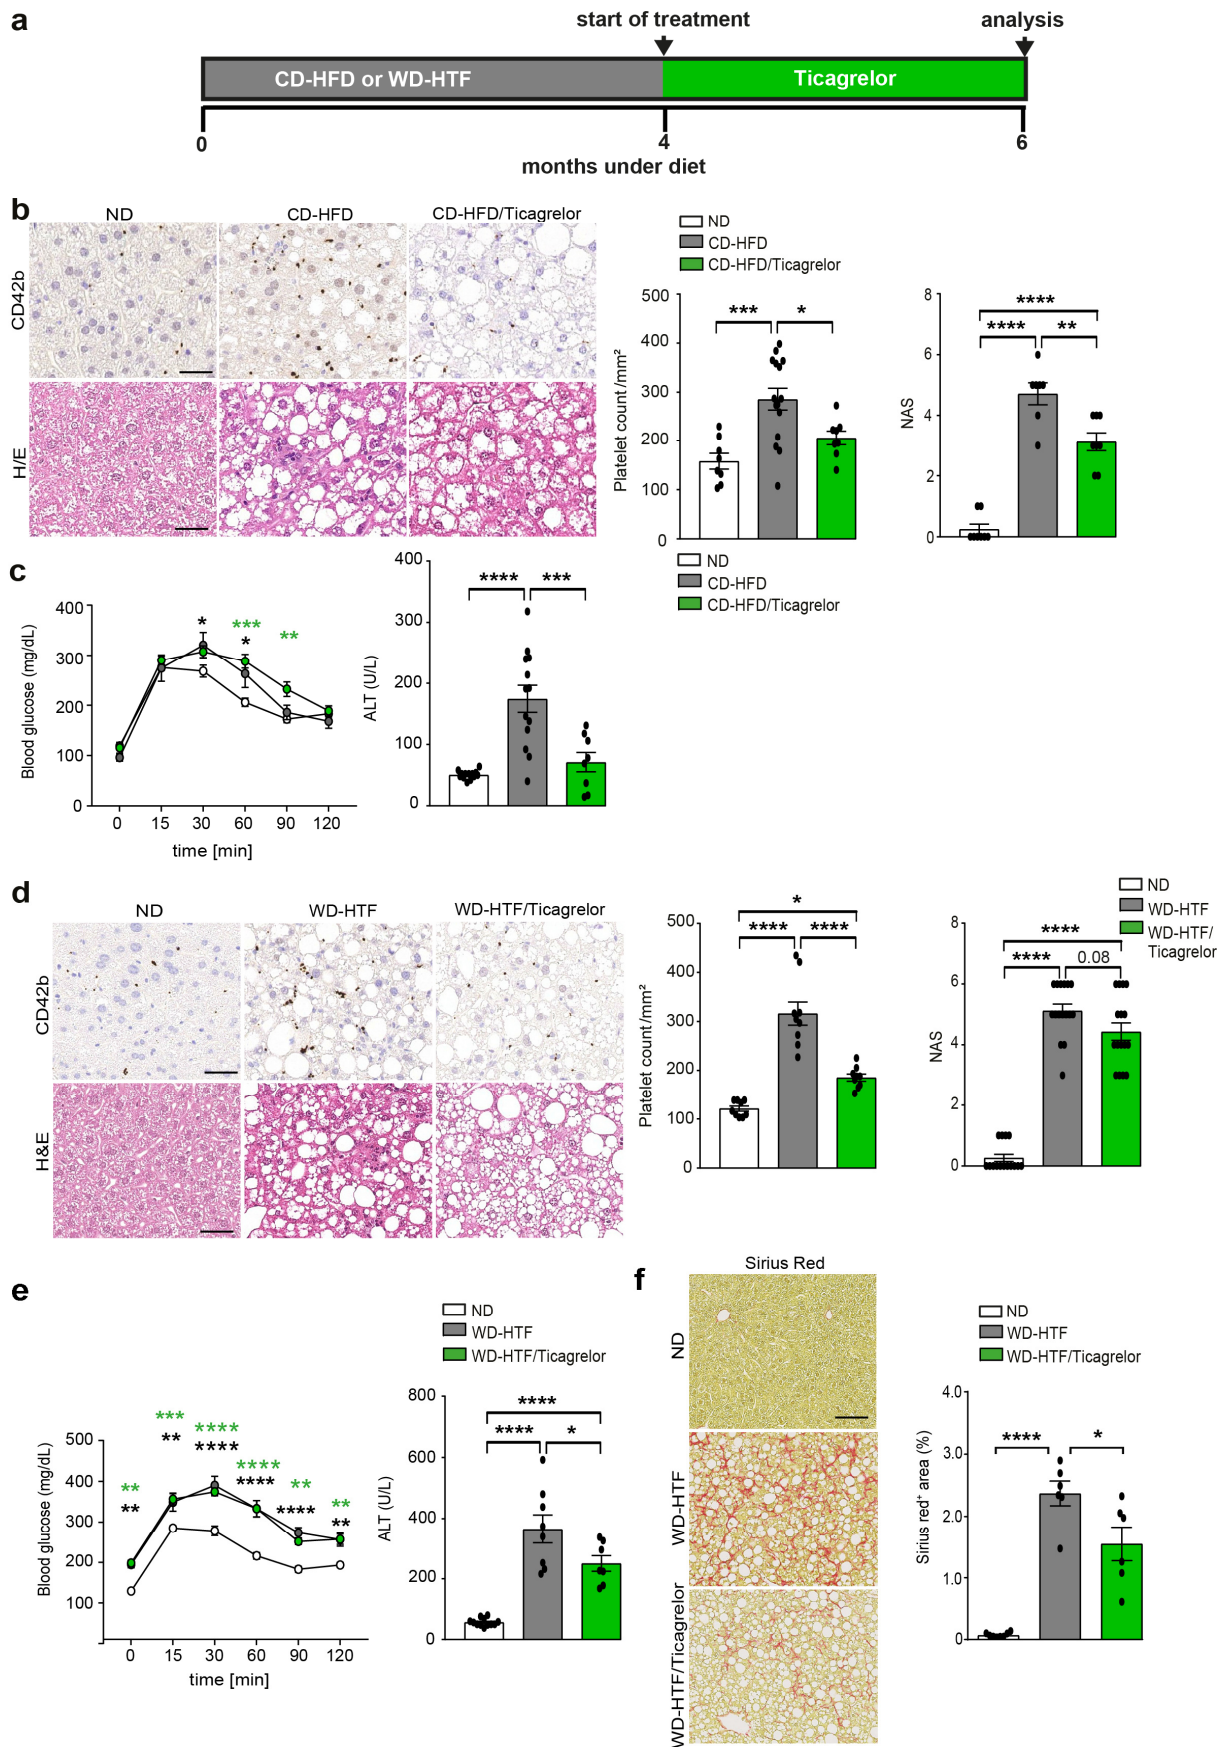 a
start of treatment
analysis
CD-HFD or WD-HTF
Ticagrelor
0
4
6
months under diet
b
ND
CD-HFD
CD-HFD/Ticagrelor
CD42b
H/E
ND
CD-HFD
CD-HFD/Ticagrelor
Platelet count/mm²
500
400
300
200
100
0
***
*
NAS
8
6
4
2
0
****
****
**
c
ND
CD-HFD
CD-HFD/Ticagrelor
Blood glucose (mg/dL)
400
300
200
100
0
*
***
*
**
0 15 30 60 90 120
time [min]
ALT (U/L)
400
300
200
100
0
****
***
d
ND
WD-HTF
WD-HTF/Ticagrelor
CD42b
H&E
Platelet count/mm²
500
400
300
200
100
0
*
****
****
ND
WD-HTF
WD-HTF/
Ticagrelor
NAS
8
6
4
2
0
****
****
0.08
e
ND
WD-HTF
WD-HTF/Ticagrelor
Blood glucose (mg/dL)
500
400
300
200
100
**
**
***
**
****
****
****
****
**
****
**
**
0 15 30 60 90 120
time [min]
ALT (U/L)
800
600
400
200
0
****
****
*
f
Sirius Red
ND
WD-HTF
WD-HTF/Ticagrelor
ND
WD-HTF
WD-HTF/Ticagrelor
Sirius red⁺ area (%)
4.0
3.0
2.0
1.0
0
****
*